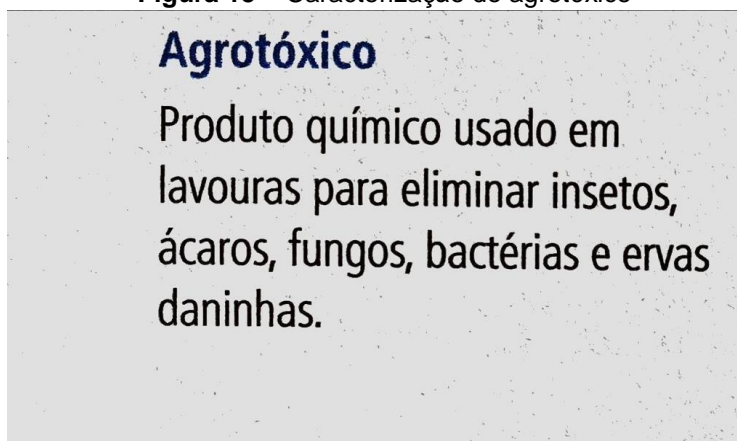 Agrotóxico
Produto químico usado em
lavouras para eliminar insetos,
ácaros, fungos, bactérias e ervas
daninhas.